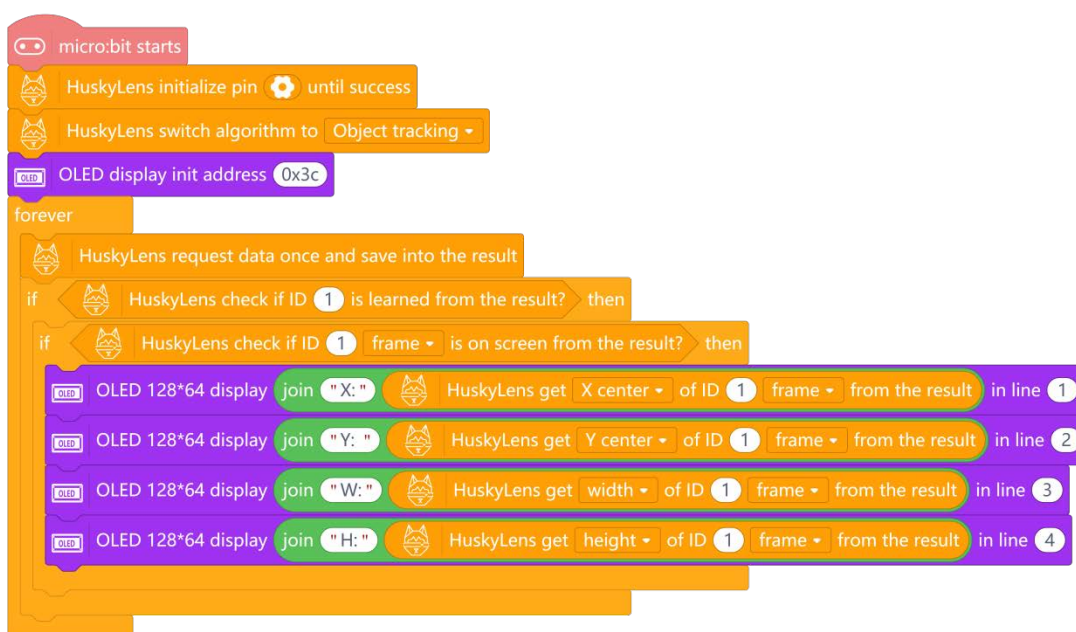 micro:bit starts
HuskyLens initialize pin until success
HuskyLens switch algorithm to Object tracking
OLED OLED display init address 0x3c
forever
HuskyLens request data once and save into the result
if HuskyLens check if ID 1 is learned from the result? then
if HuskyLens check if ID 1 frame is on screen from the result? then
OLED OLED 128*64 display join "X:" HuskyLens get X center of ID 1 frame from the result in line 1
OLED OLED 128*64 display join "Y: " HuskyLens get Y center of ID 1 frame from the result in line 2
OLED OLED 128*64 display join "W:" HuskyLens get width of ID 1 frame from the result in line 3
OLED OLED 128*64 display join "H:" HuskyLens get height of ID 1 frame from the result in line 4